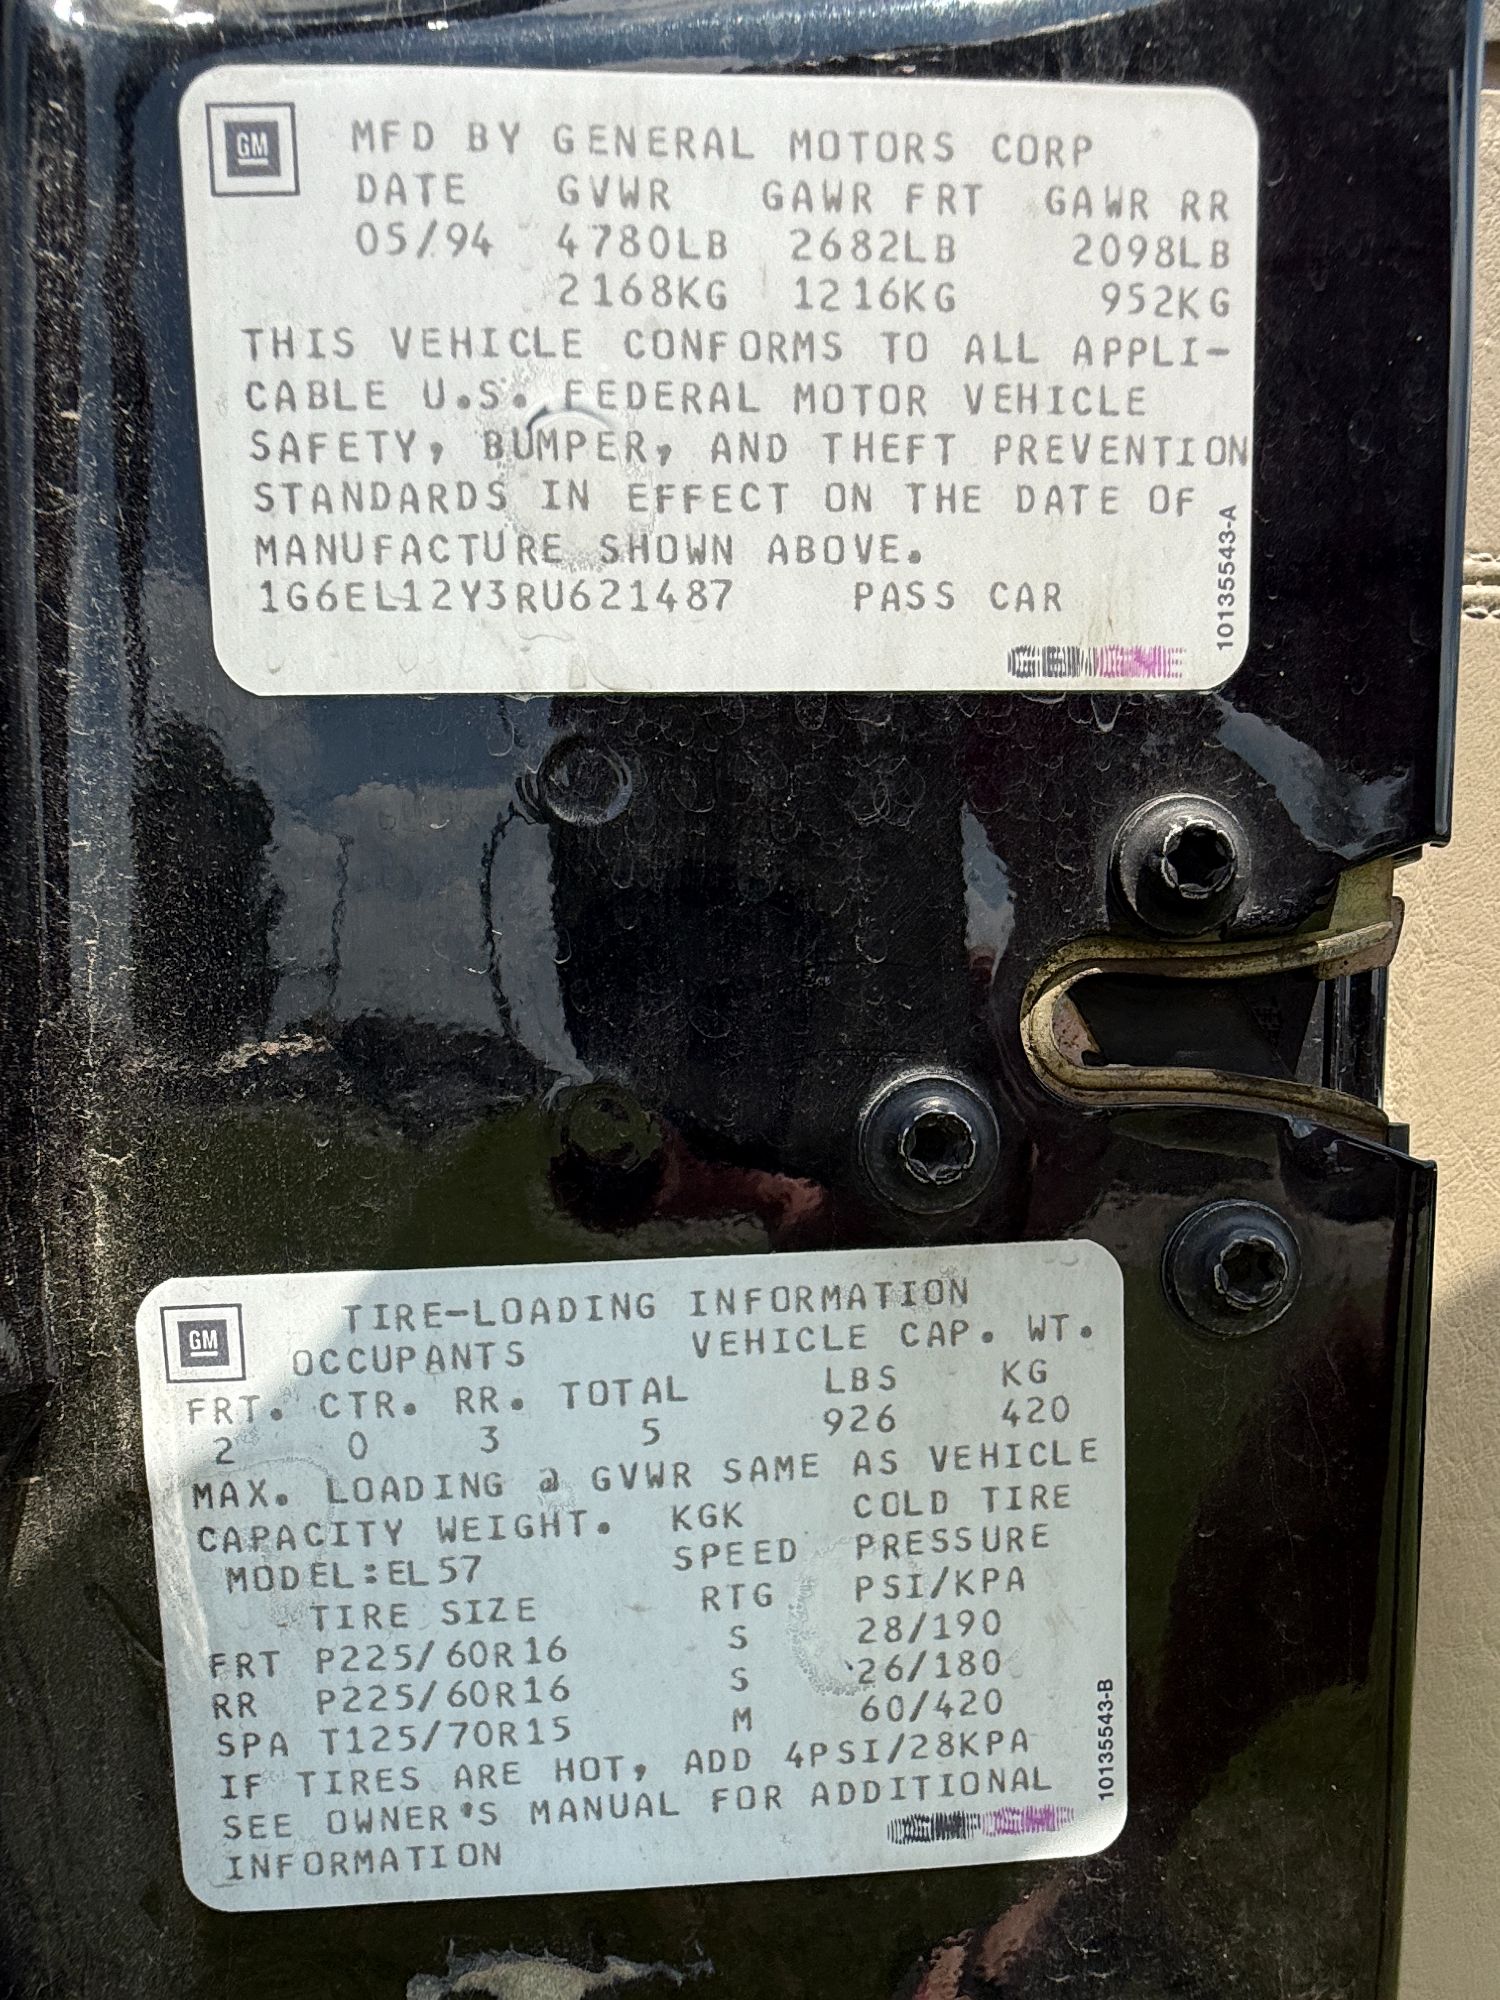 GM
MFD BY GENERAL MOTORS CORP
DATE GVWR GAWR FRT GAWR RR
05/94 4780LB 2682LB 2098LB
2168KG 1216KG 952KG
THIS VEHICLE CONFORMS TO ALL APPLI-
CABLE U.S. FEDERAL MOTOR VEHICLE
SAFETY, BUMPER, AND THEFT PREVENTION
STANDARDS IN EFFECT ON THE DATE OF
MANUFACTURE SHOWN ABOVE.
1G6EL12Y3RU621487 PASS CAR
10135543-A
GM
TIRE-LOADING INFORMATION
OCCUPANTS VEHICLE CAP. WT.
FRT. CTR. RR. TOTAL LBS KG
2 0 3 5 926 420
MAX. LOADING @ GVWR SAME AS VEHICLE
CAPACITY WEIGHT. KGK COLD TIRE
MODEL:EL57 SPEED PRESSURE
TIRE SIZE RTG PSI/KPA
FRT P225/60R16 S 28/190
RR P225/60R16 S 26/180
SPA T125/70R15 M 60/420
IF TIRES ARE HOT, ADD 4PSI/28KPA
SEE OWNER'S MANUAL FOR ADDITIONAL
INFORMATION
10135543-B